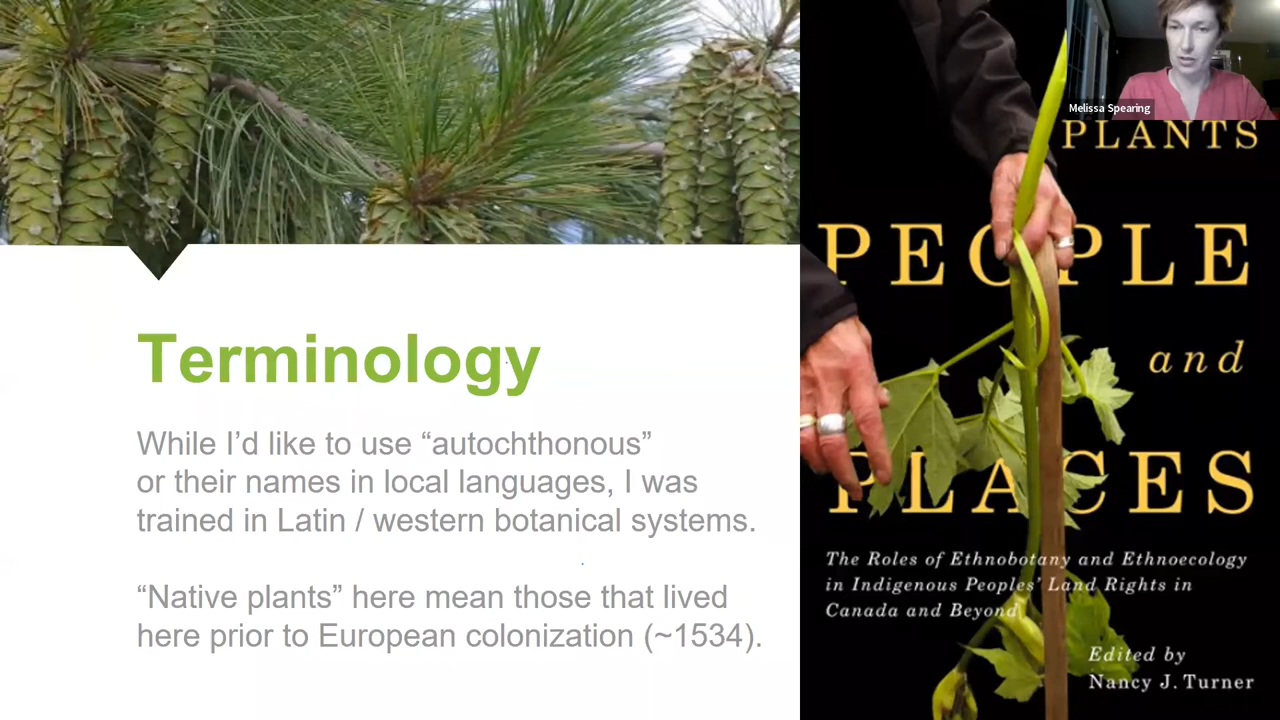 Terminology
While I’d like to use “autochthonous”
or their names in local languages, I was
trained in Latin / western botanical systems.
“Native plants” here mean those that lived
here prior to European colonization (~1534).
Melissa Spearing
PLANTS
PEOPLE
and
PLACES
The Roles of Ethnobotany and Ethnoecology
in Indigenous Peoples’ Land Rights in
Canada and Beyond
Edited by
Nancy J. Turner